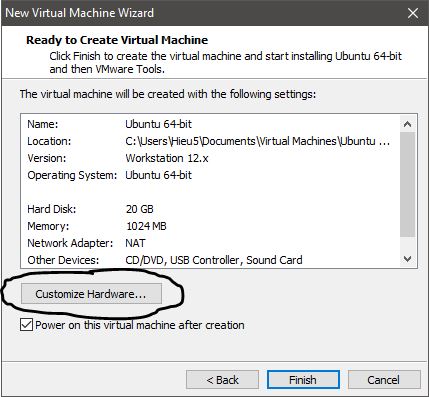 New Virtual Machine Wizard
Ready to Create Virtual Machine
Click Finish to create the virtual machine and start installing Ubuntu 64-bit
and then VMware Tools.
The virtual machine will be created with the following settings:
Name: Ubuntu 64-bit
Location: C:\Users\Hieu5\Documents\Virtual Machines\Ubuntu ...
Version: Workstation 12.x
Operating System: Ubuntu 64-bit
Hard Disk: 20 GB
Memory: 1024 MB
Network Adapter: NAT
Other Devices: CD/DVD, USB Controller, Sound Card
Customize Hardware...
Power on this virtual machine after creation
< Back Finish Cancel